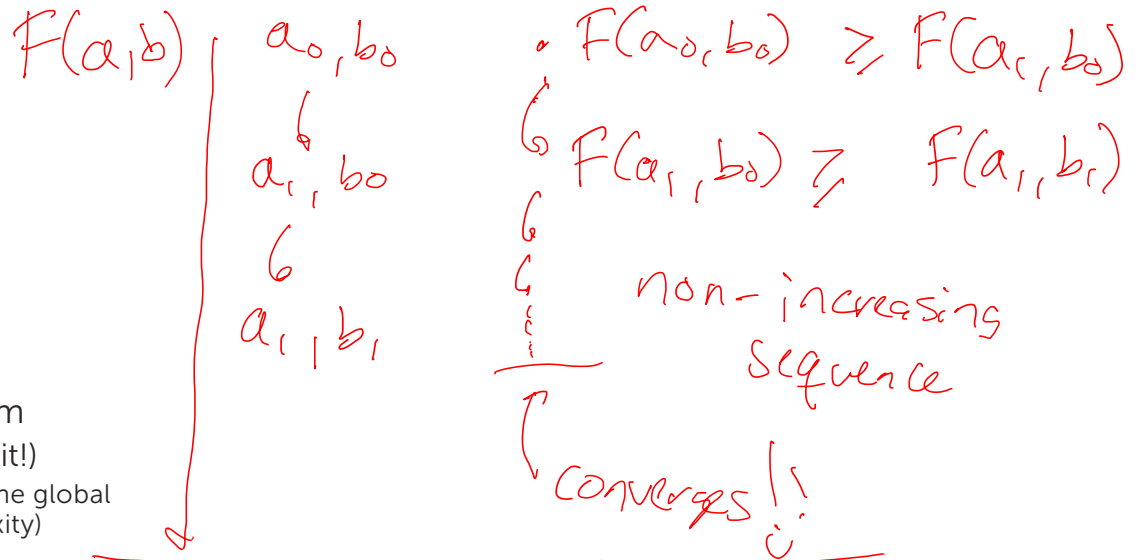 F(a,b) a₀,b₀ · F(a₀,b₀) ≥ F(a₁,b₀)
a₁,b₀ F(a₁,b₀) ≥ F(a₁,b₁)
a₁,b₁
non-increasing
sequence
m
it!)
ne global
xity)
converges!!